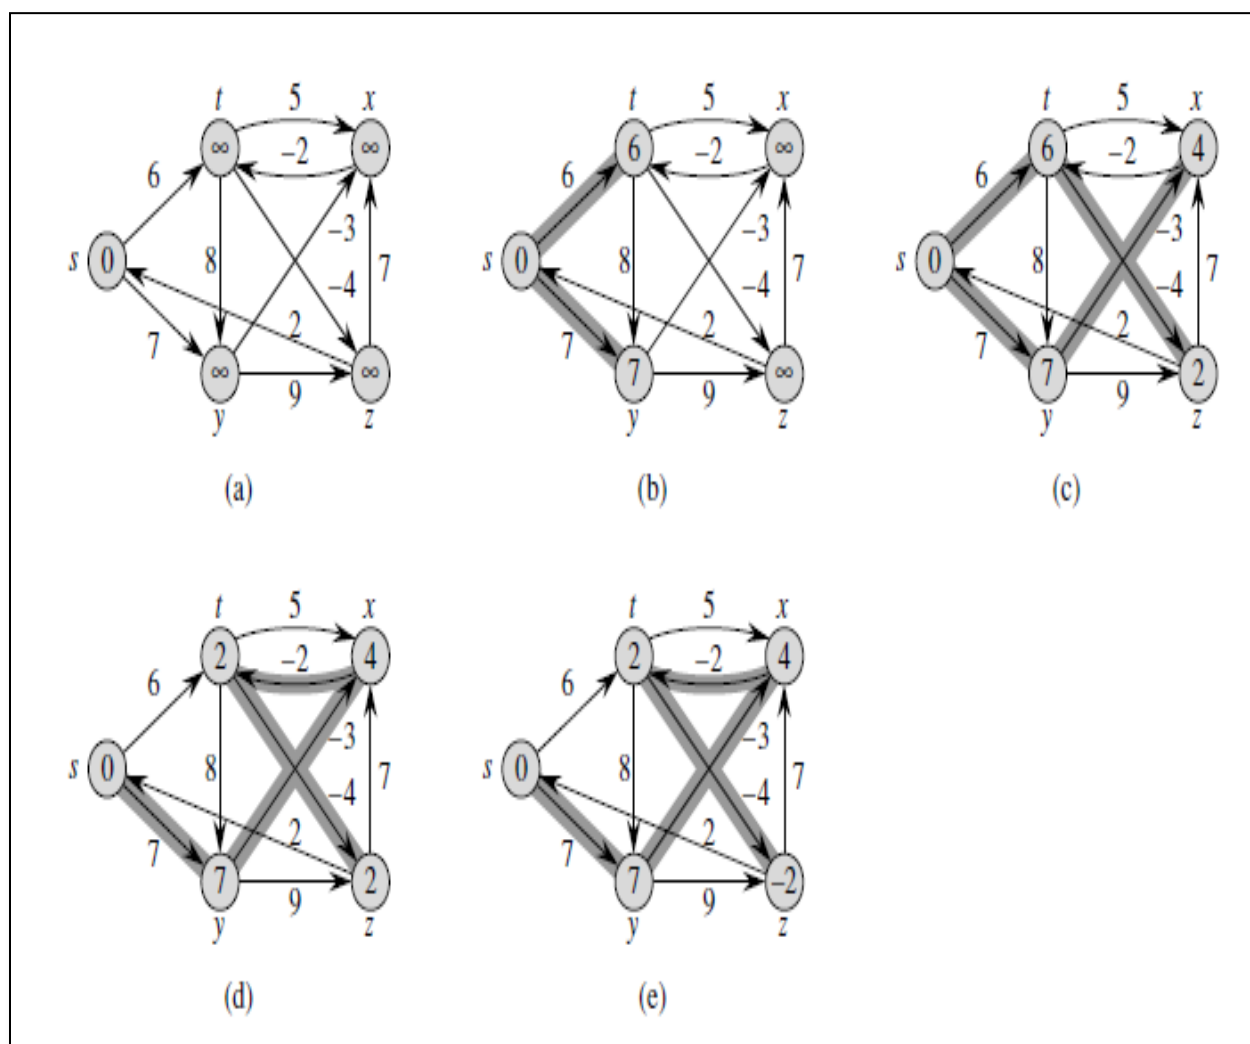 t 5 x t 5 x t 5 x
∞ –2 ∞ 6 –2 ∞ 6 –2 4
6 6 6
–3 –3 –3
s 0 8 7 s 0 8 7 s 0 8 7
–4 –4 –4
7 2 7 2 7 2
∞ 9 ∞ 7 9 ∞ 7 9 2
y z y z y z
(a) (b) (c)
t 5 x t 5 x
2 –2 4 2 –2 4
6 6
–3 –3
s 0 8 7 s 0 8 7
–4 –4
7 2 7 2
7 9 2 7 9 –2
y z y z
(d) (e)